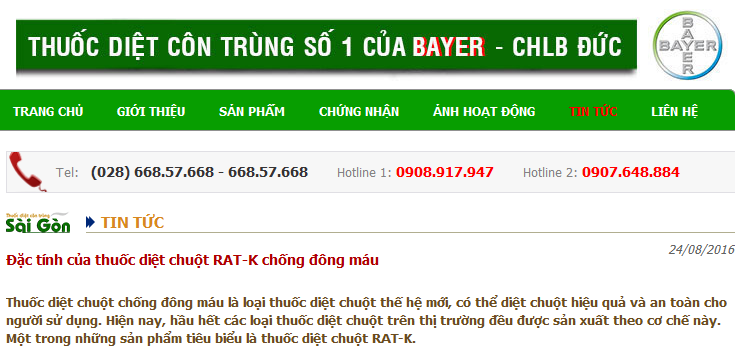 THUỐC DIỆT CÔN TRÙNG SỐ 1 CỦA BAYER - CHLB ĐỨC
BAYER
BAYER
TRANG CHỦ GIỚI THIỆU SẢN PHẨM CHỨNG NHẬN ẢNH HOẠT ĐỘNG TIN TỨC LIÊN HỆ
Tel: (028) 668.57.668 - 668.57.668 Hotline 1: 0908.917.947 Hotline 2: 0907.648.884
Thuốc diệt côn trùng
Sài Gòn
TIN TỨC
24/08/2016
Đặc tính của thuốc diệt chuột RAT-K chống đông máu
Thuốc diệt chuột chống đông máu là loại thuốc diệt chuột thế hệ mới, có thể diệt chuột hiệu quả và an toàn cho
người sử dụng. Hiện nay, hầu hết các loại thuốc diệt chuột trên thị trường đều được sản xuất theo cơ chế này.
Một trong những sản phẩm tiêu biểu là thuốc diệt chuột RAT-K.